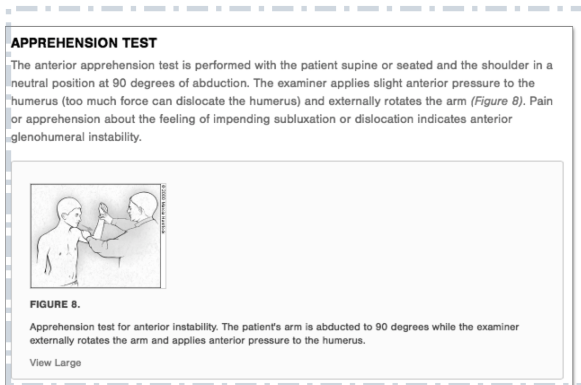 APPREHENSION TEST
The anterior apprehension test is performed with the patient supine or seated and the shoulder in a
neutral position at 90 degrees of abduction. The examiner applies slight anterior pressure to the
humerus (too much force can dislocate the humerus) and externally rotates the arm (Figure 8). Pain
or apprehension about the feeling of impending subluxation or dislocation indicates anterior
glenohumeral instability.
FIGURE 8.
Apprehension test for anterior instability. The patient's arm is abducted to 90 degrees while the examiner
externally rotates the arm and applies anterior pressure to the humerus.
View Large